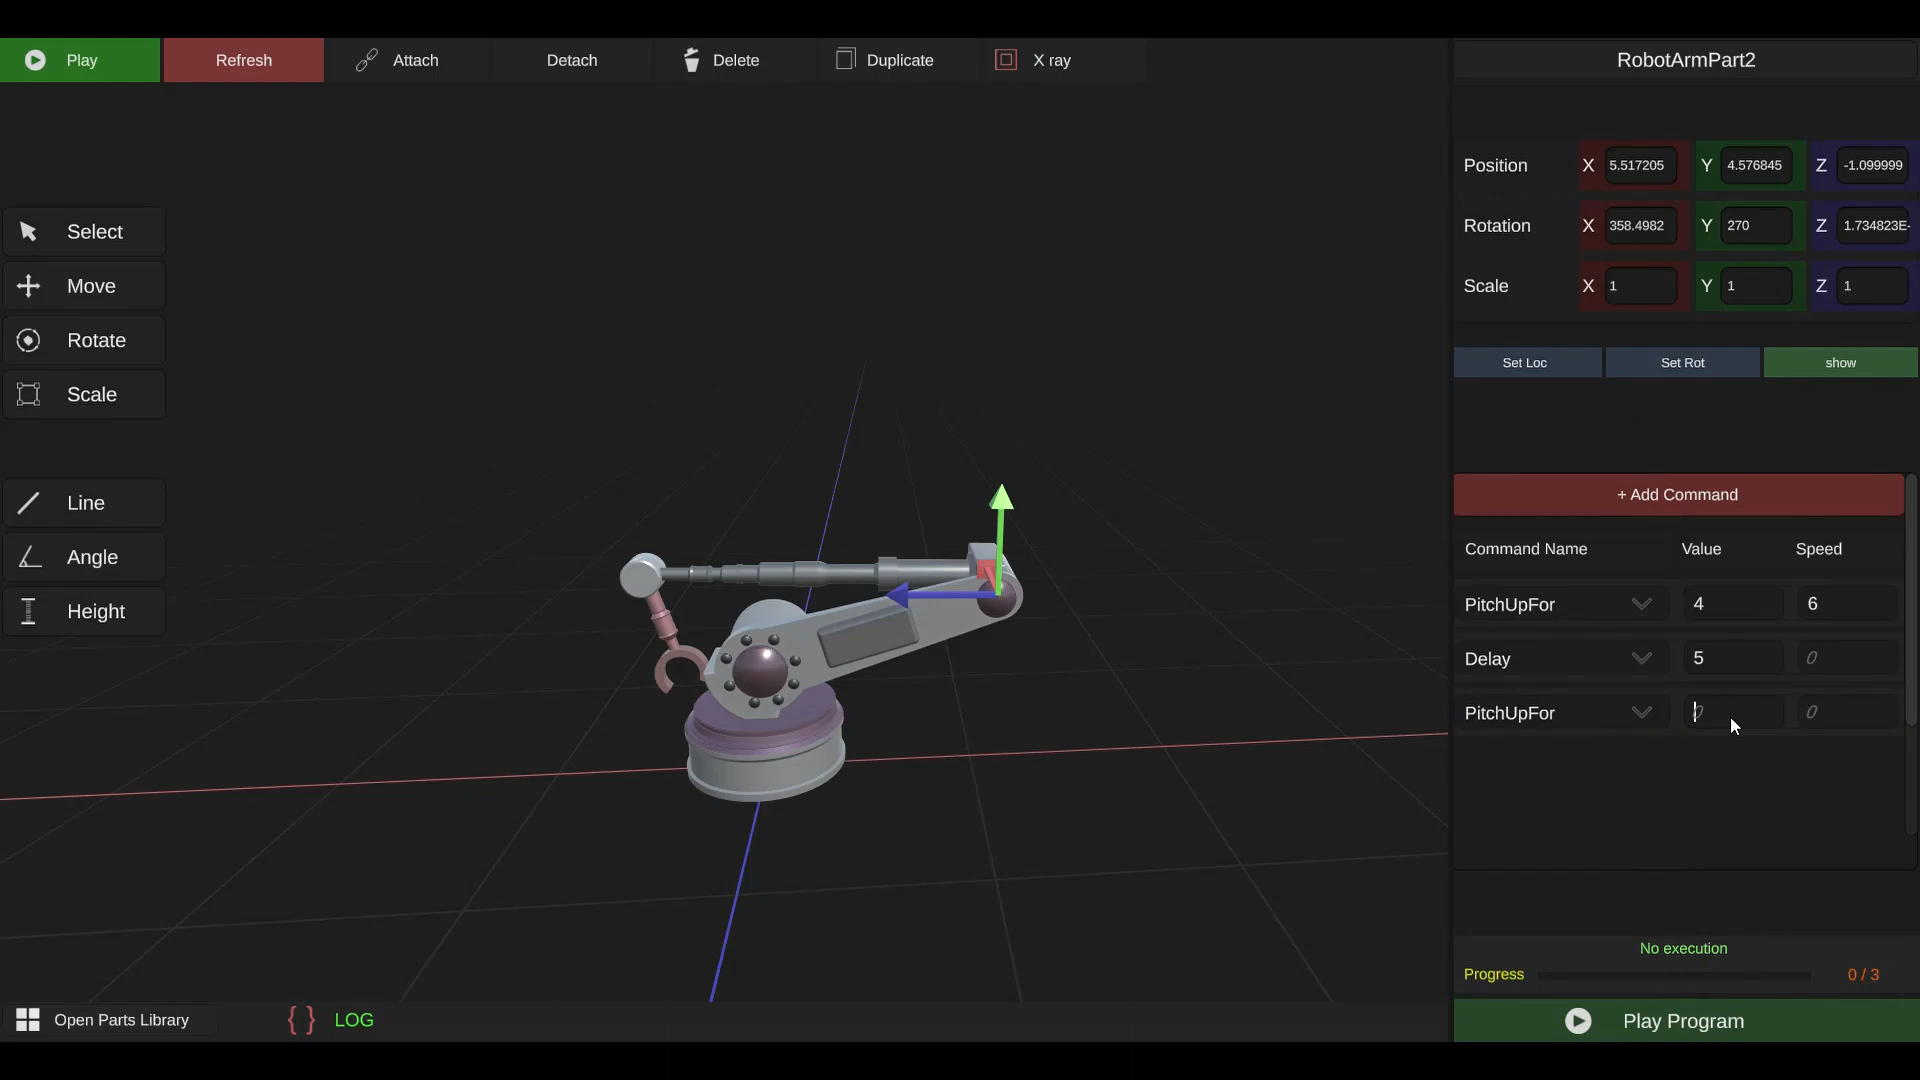 Play Refresh Attach Detach Delete Duplicate X ray
RobotArmPart2
Position X 5.517205 Y 4.576845 Z -1.099999
Rotation X 358.4982 Y 270 Z 1.734823E-
Scale X 1 Y 1 Z 1
Set Loc Set Rot show
Select
Move
Rotate
Scale
Line
Angle
Height
+ Add Command
Command Name Value Speed
PitchUpFor 4 6
Delay 5 0
PitchUpFor 0 0
No execution
Progress 0 / 3
Play Program
Open Parts Library { } LOG